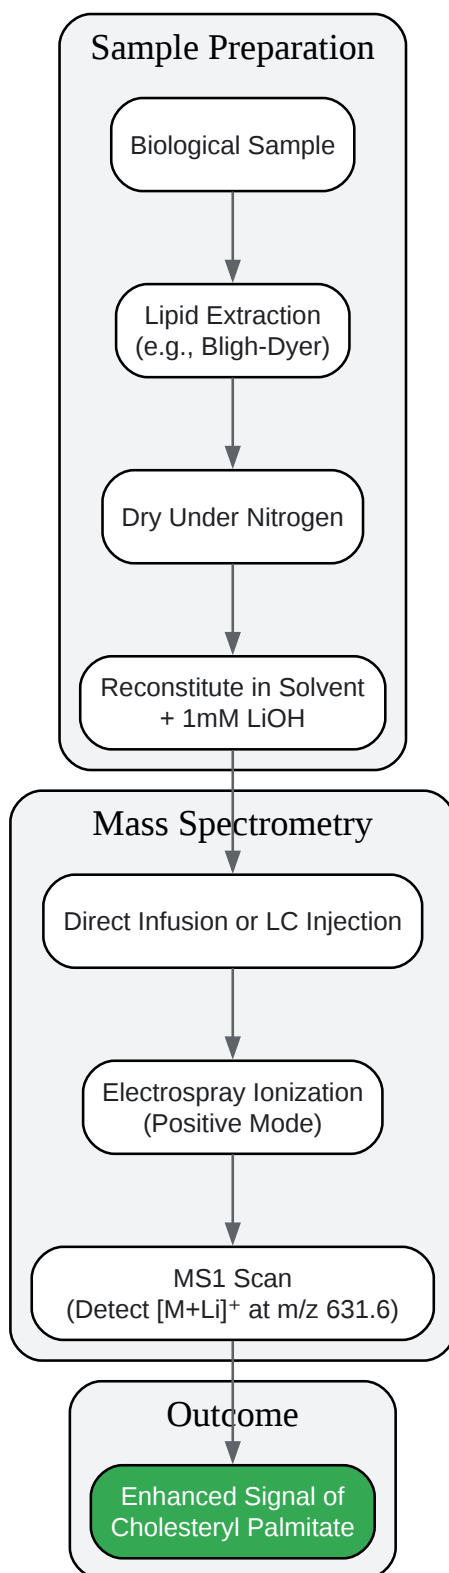 Sample Preparation
Biological Sample
Lipid Extraction
(e.g., Bligh-Dyer)
Dry Under Nitrogen
Reconstitute in Solvent
+ 1mM LiOH
Mass Spectrometry
Direct Infusion or LC Injection
Electrospray Ionization
(Positive Mode)
MS1 Scan
(Detect [M+Li]⁺ at m/z 631.6)
Outcome
Enhanced Signal of
Cholesteryl Palmitate